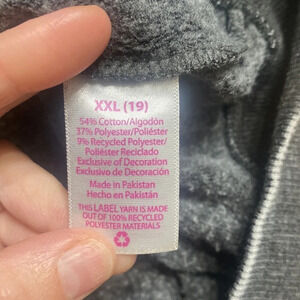 XXL (19)
54% Cotton/Algodón
37% Polyester/Poliéster
9% Recycled Polyester/
Poliéster Reciclado
Exclusive of Decoration
Exclusivo de Decoración
Made in Pakistan
Hecho en Pakistán
THIS LABEL YARN IS MADE
OUT OF 100% RECYCLED
POLYESTER MATERIALS